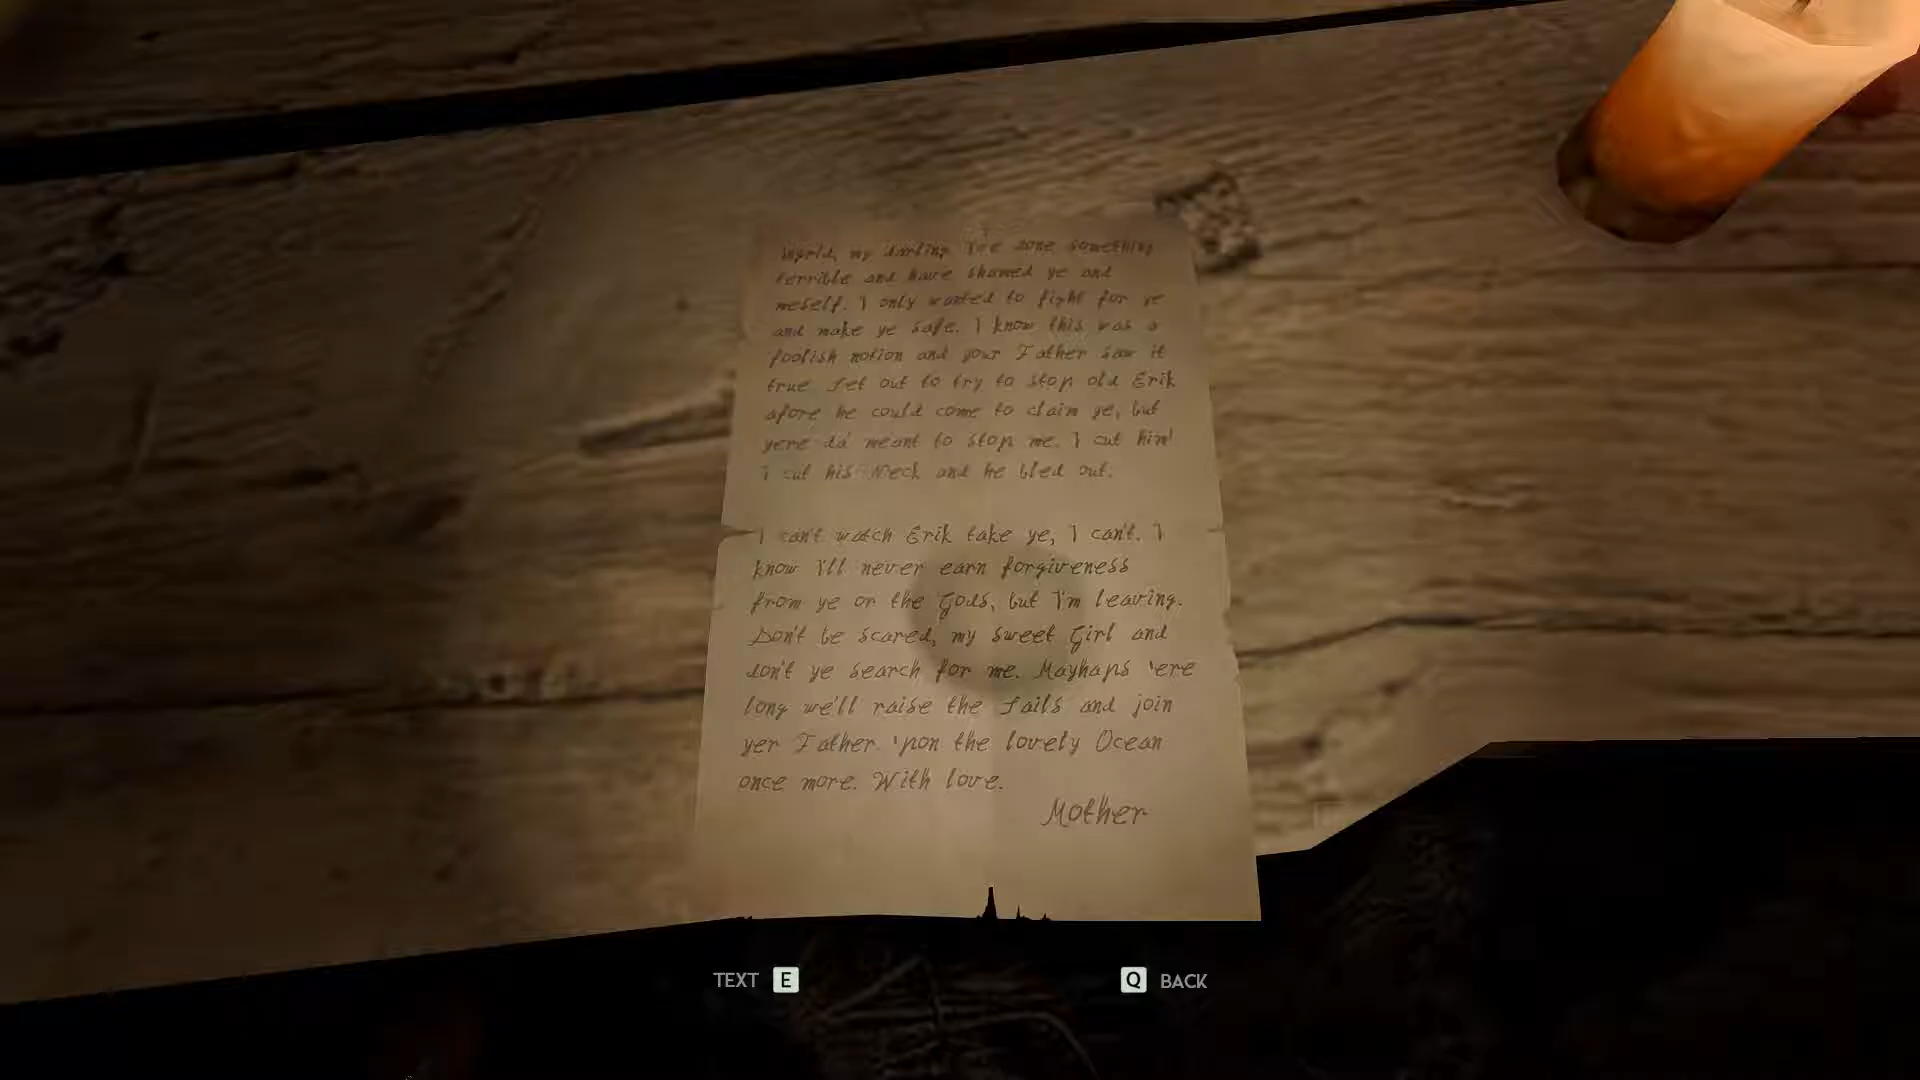 Ingrid, my darling I've done something
terrible and have shamed ye and
meself. I only wanted to fight for ye
and make ye safe. I know this was a
foolish notion and your Father saw it
true. Set out to try to stop old Erik
afore he could come to claim ye, but
yere da' meant to stop me. I cut him!
I cut his Neck and he bled out.
I can't watch Erik take ye, I can't. I
know I'll never earn forgiveness
from ye or the Gods, but I'm leaving.
Don't be scared, my sweet Girl and
don't ye search for me. Mayhaps 'ere
long we'll raise the Sails and join
yer Father 'pon the lovely Ocean
once more. With love.
Mother
TEXT E
Q BACK